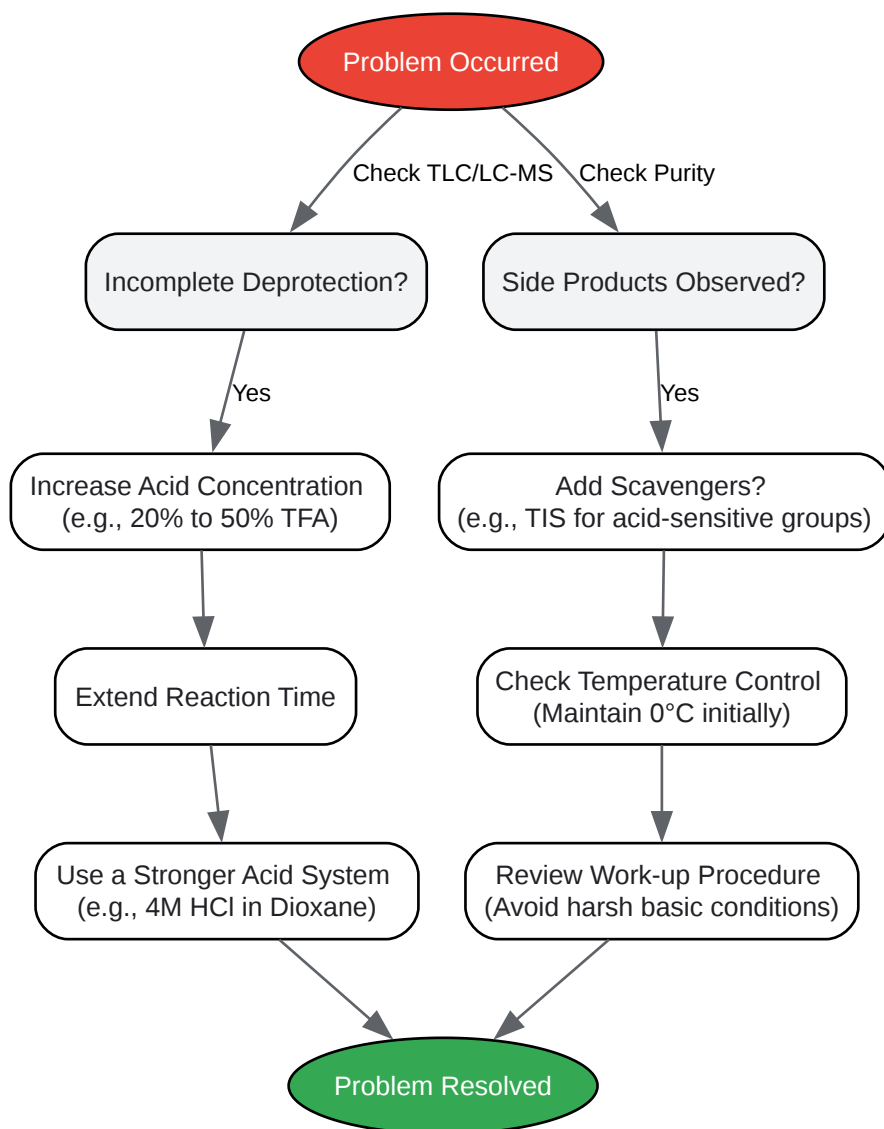 Problem Occurred
Check TLC/LC-MS
Check Purity
Incomplete Deprotection?
Side Products Observed?
Yes
Yes
Increase Acid Concentration
(e.g., 20% to 50% TFA)
Add Scavengers?
(e.g., TIS for acid-sensitive groups)
Extend Reaction Time
Check Temperature Control
(Maintain 0°C initially)
Use a Stronger Acid System
(e.g., 4M HCl in Dioxane)
Review Work-up Procedure
(Avoid harsh basic conditions)
Problem Resolved